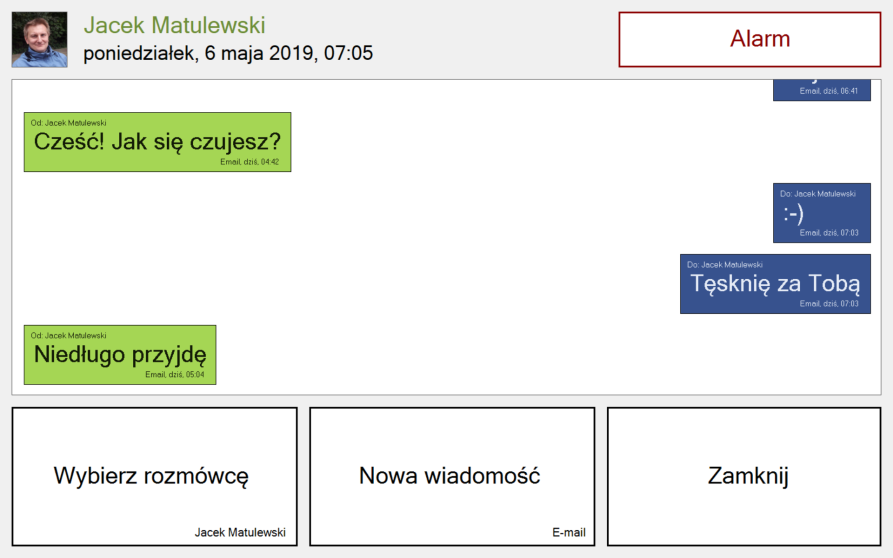 Jacek Matulewski
poniedziałek, 6 maja 2019, 07:05
Alarm
Email, dziś, 06:41
Od: Jacek Matulewski
Cześć! Jak się czujesz?
Email, dziś, 04:42
Do: Jacek Matulewski
:-)
Email, dziś, 07:03
Do: Jacek Matulewski
Tęsknię za Tobą
Email, dziś, 07:03
Od: Jacek Matulewski
Niedługo przyjdę
Email, dziś, 05:04
Wybierz rozmówcę
Jacek Matulewski
Nowa wiadomość
E-mail
Zamknij